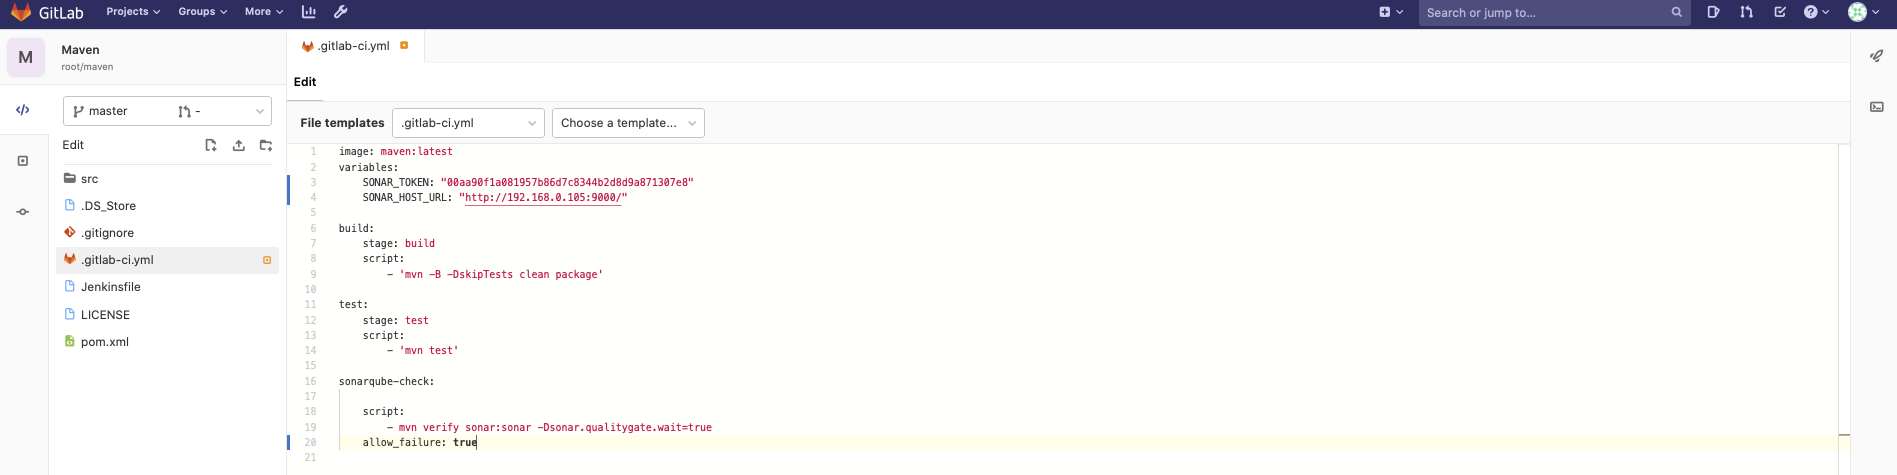 GitLab Projects Groups More Search or jump to...
M Maven
root/maven
master -
Edit
src
.DS_Store
.gitignore
.gitlab-ci.yml
Jenkinsfile
LICENSE
pom.xml
.gitlab-ci.yml
Edit
File templates .gitlab-ci.yml Choose a template...
1 image: maven:latest
2 variables:
3 SONAR_TOKEN: "00aa90f1a081957b86d7c8344b2d8d9a871307e8"
4 SONAR_HOST_URL: "http://192.168.0.105:9000/"
5
6 build:
7 stage: build
8 script:
9 - 'mvn -B -DskipTests clean package'
10
11 test:
12 stage: test
13 script:
14 - 'mvn test'
15
16 sonarqube-check:
17
18 script:
19 - mvn verify sonar:sonar -Dsonar.qualitygate.wait=true
20 allow_failure: true
21